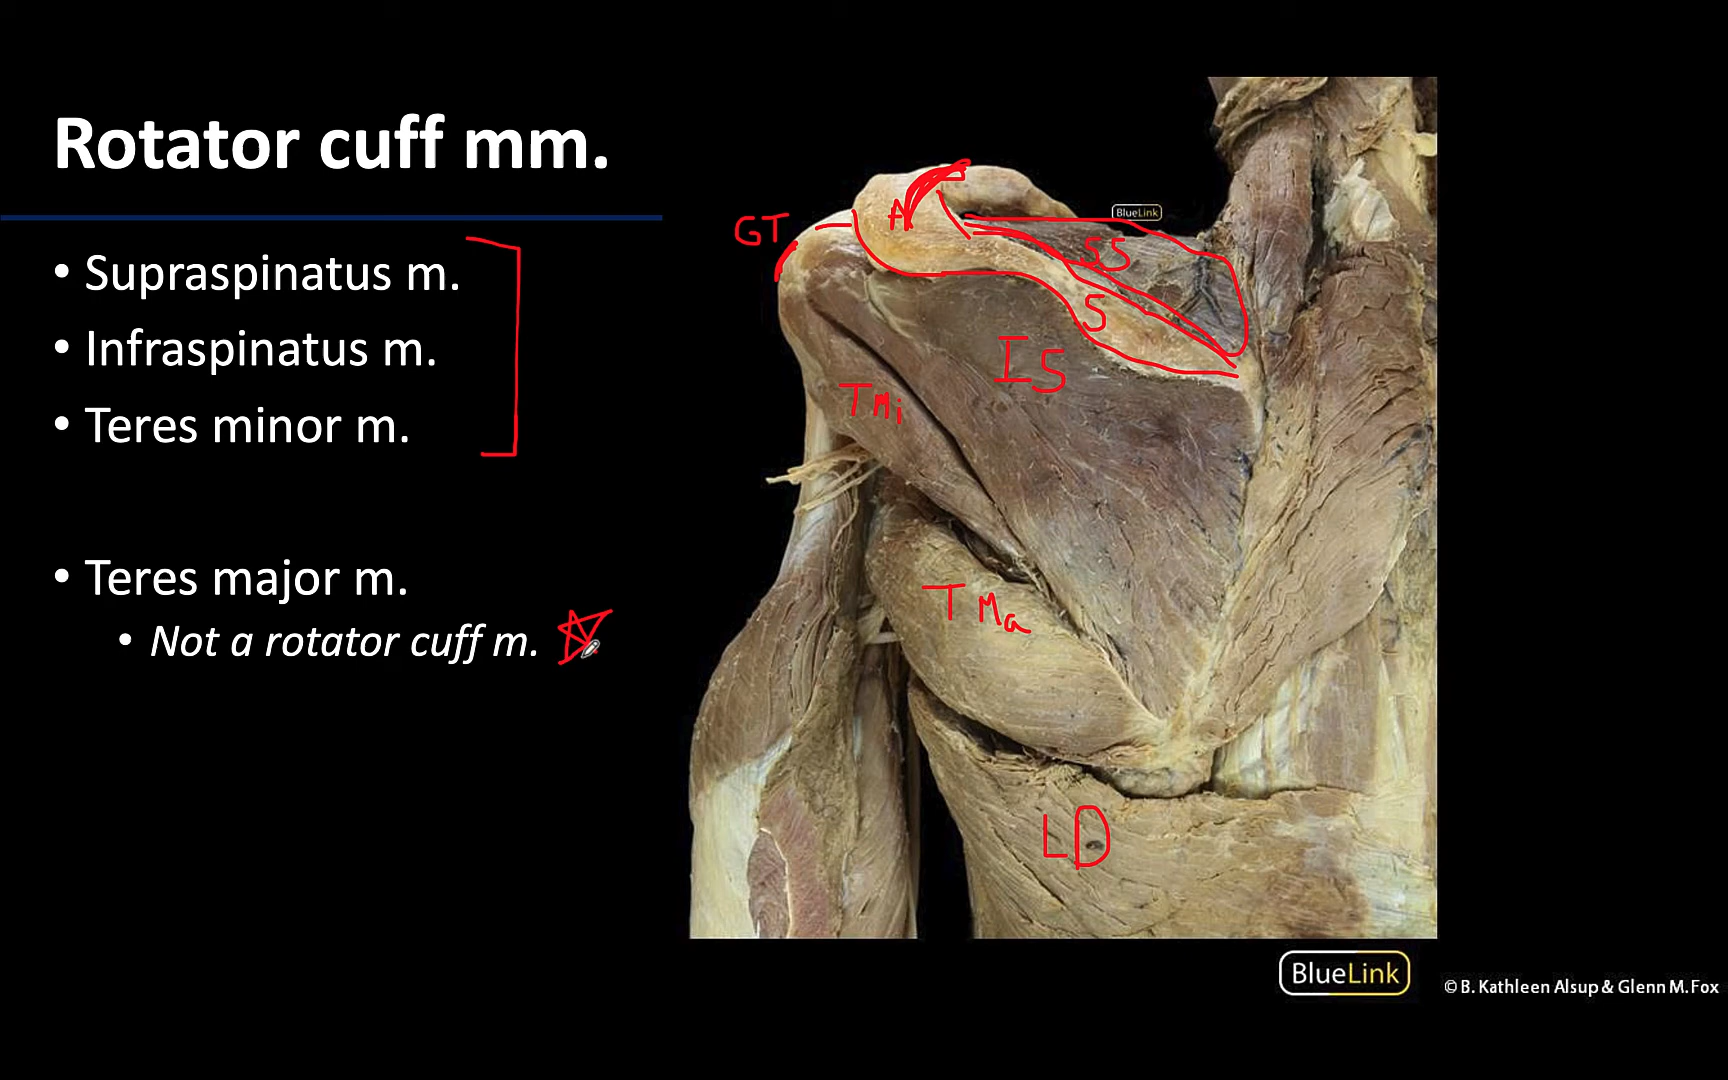 Rotator cuff mm.
• Supraspinatus m.
• Infraspinatus m.
• Teres minor m.
• Teres major m.
• Not a rotator cuff m.
GT
A
BlueLink
SS
S
IS
TMi
TMa
LD
BlueLink
© B. Kathleen Alsup & Glenn M. Fox